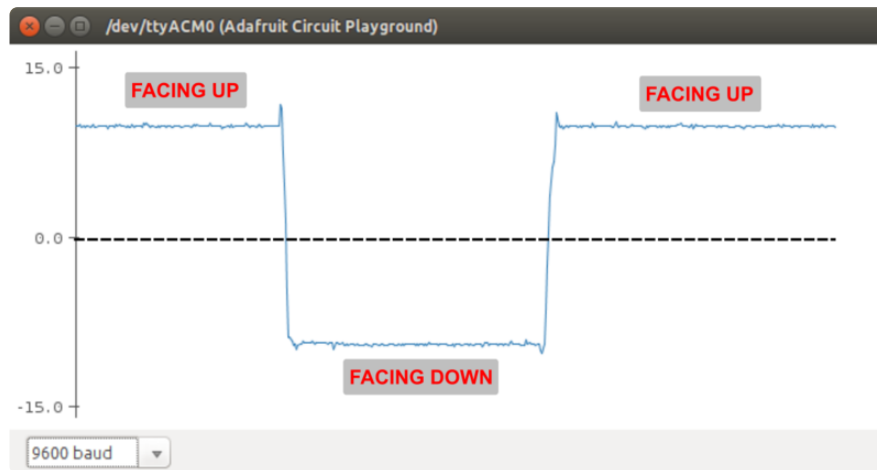 /dev/ttyACM0 (Adafruit Circuit Playground)
15.0
FACING UP
FACING UP
0.0
FACING DOWN
-15.0
9600 baud